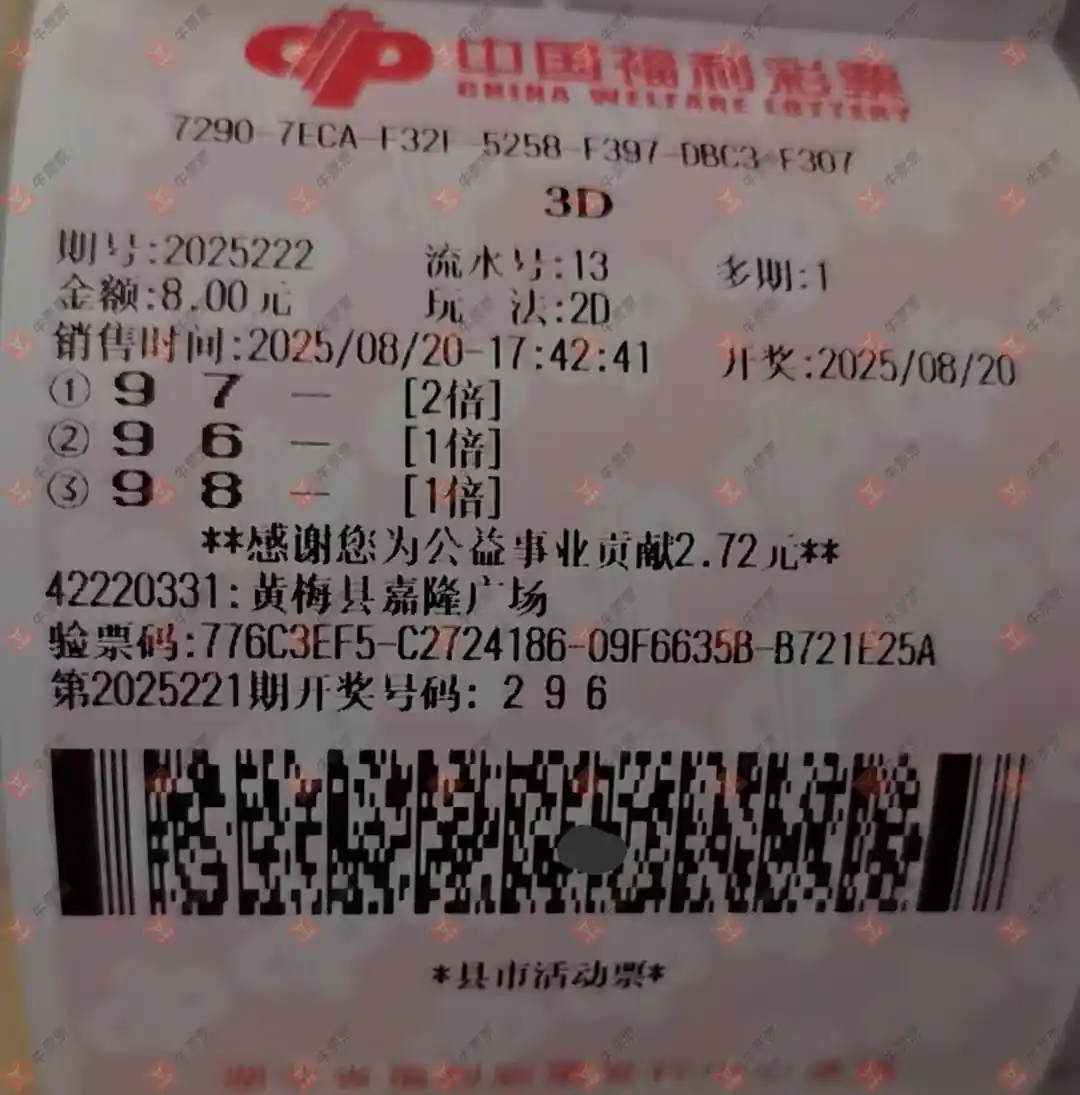 中国福利彩票
CHINA WELFARE LOTTERY
7290-7ECA-F32F-5258-F397-DBC3-F307
3D
期号:2025222 流水号:13 多期:1
金额:8.00元 玩 法:2D
销售时间:2025/08/20-17:42:41 开奖:2025/08/20
① 9 7 — [2倍]
② 9 6 — [1倍]
③ 9 8 — [1倍]
**感谢您为公益事业贡献2.72元**
42220331:黄梅县嘉隆广场
验票码:776C3EF5-C2724186-09F6635B-B721E25A
第2025221期开奖号码: 2 9 6
*县市活动票*
牛票票